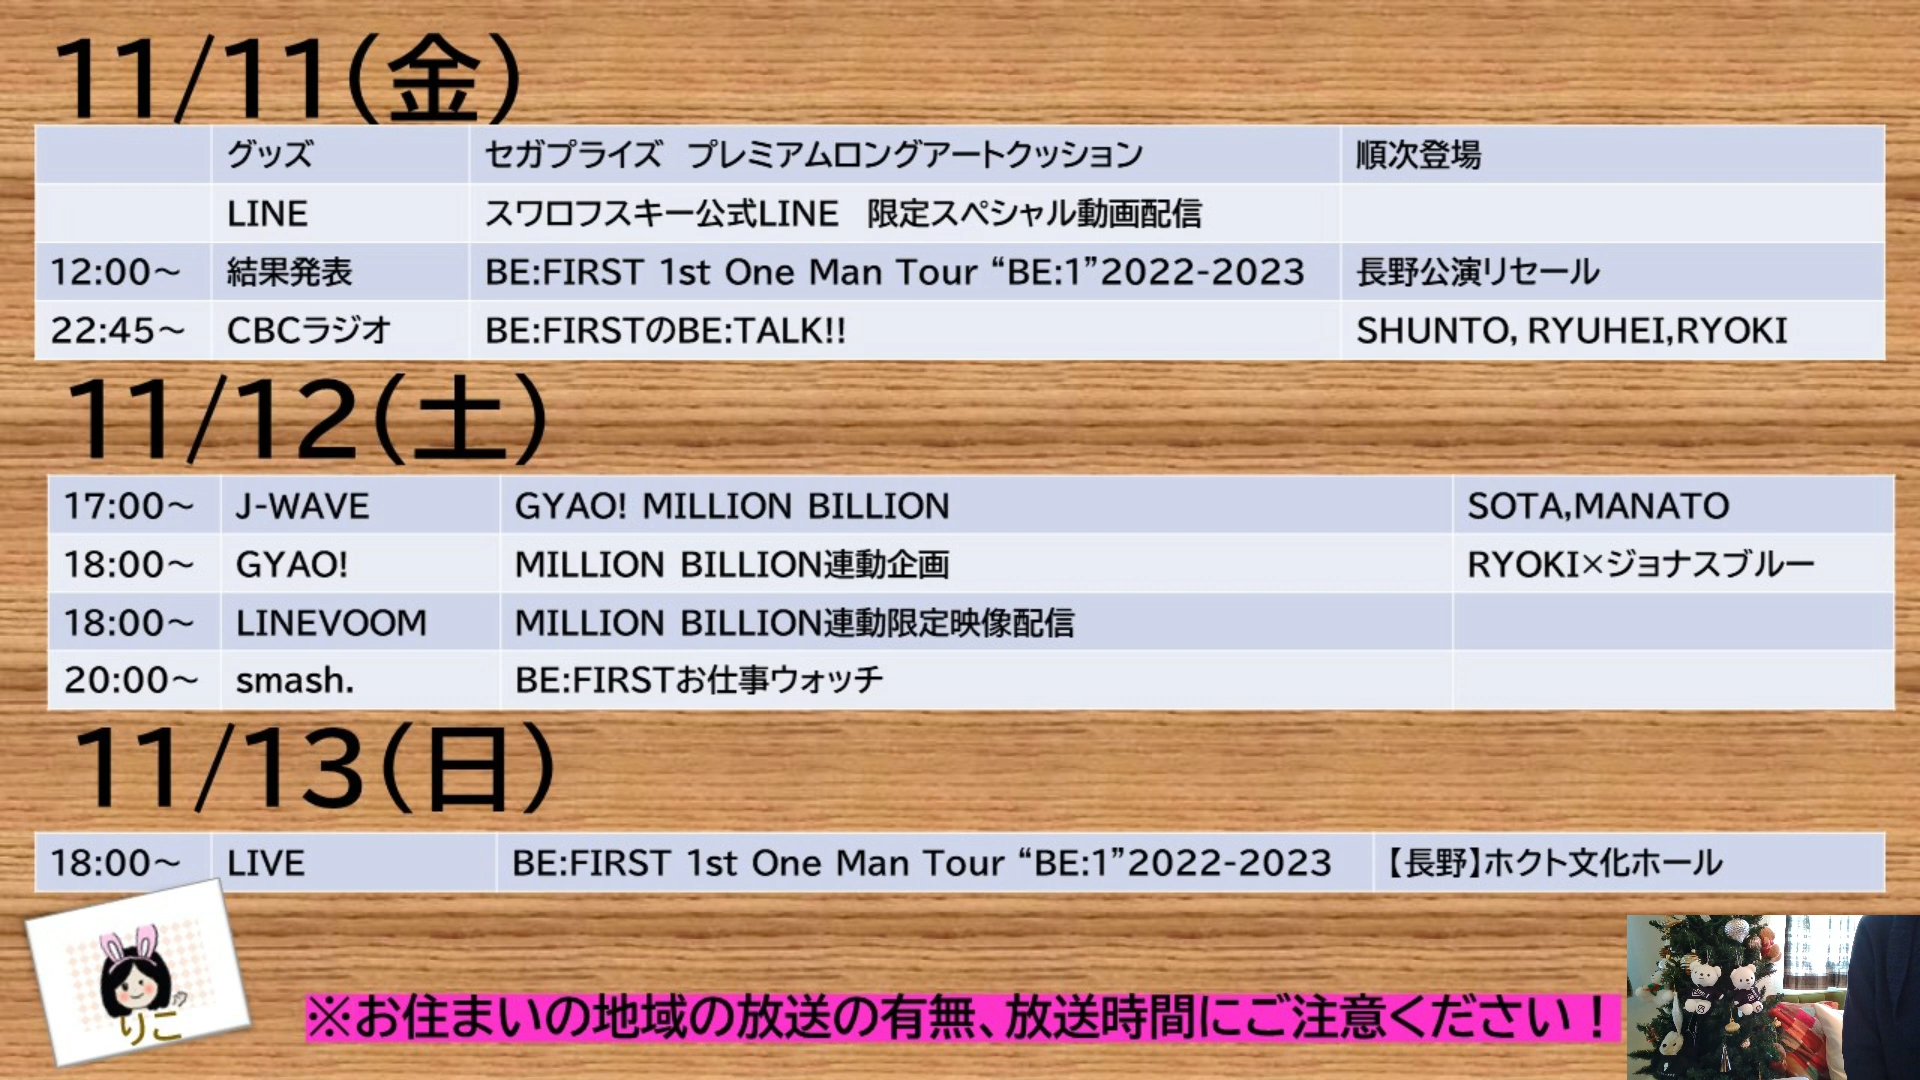 11/11(金)
グッズ セガプライズ プレミアムロングアートクッション 順次登場
LINE スワロフスキー公式LINE 限定スペシャル動画配信
12:00～ 結果発表 BE:FIRST 1st One Man Tour “BE:1”2022-2023 長野公演リセール
22:45～ CBCラジオ BE:FIRSTのBE:TALK!! SHUNTO, RYUHEI,RYOKI
11/12(土)
17:00～ J-WAVE GYAO! MILLION BILLION SOTA,MANATO
18:00～ GYAO! MILLION BILLION連動企画 RYOKI×ジョナスブルー
18:00～ LINEVOOM MILLION BILLION連動限定映像配信
20:00～ smash. BE:FIRSTお仕事ウォッチ
11/13(日)
18:00～ LIVE BE:FIRST 1st One Man Tour “BE:1”2022-2023 【長野】ホクト文化ホール
りこ
※お住まいの地域の放送の有無、放送時間にご注意ください！